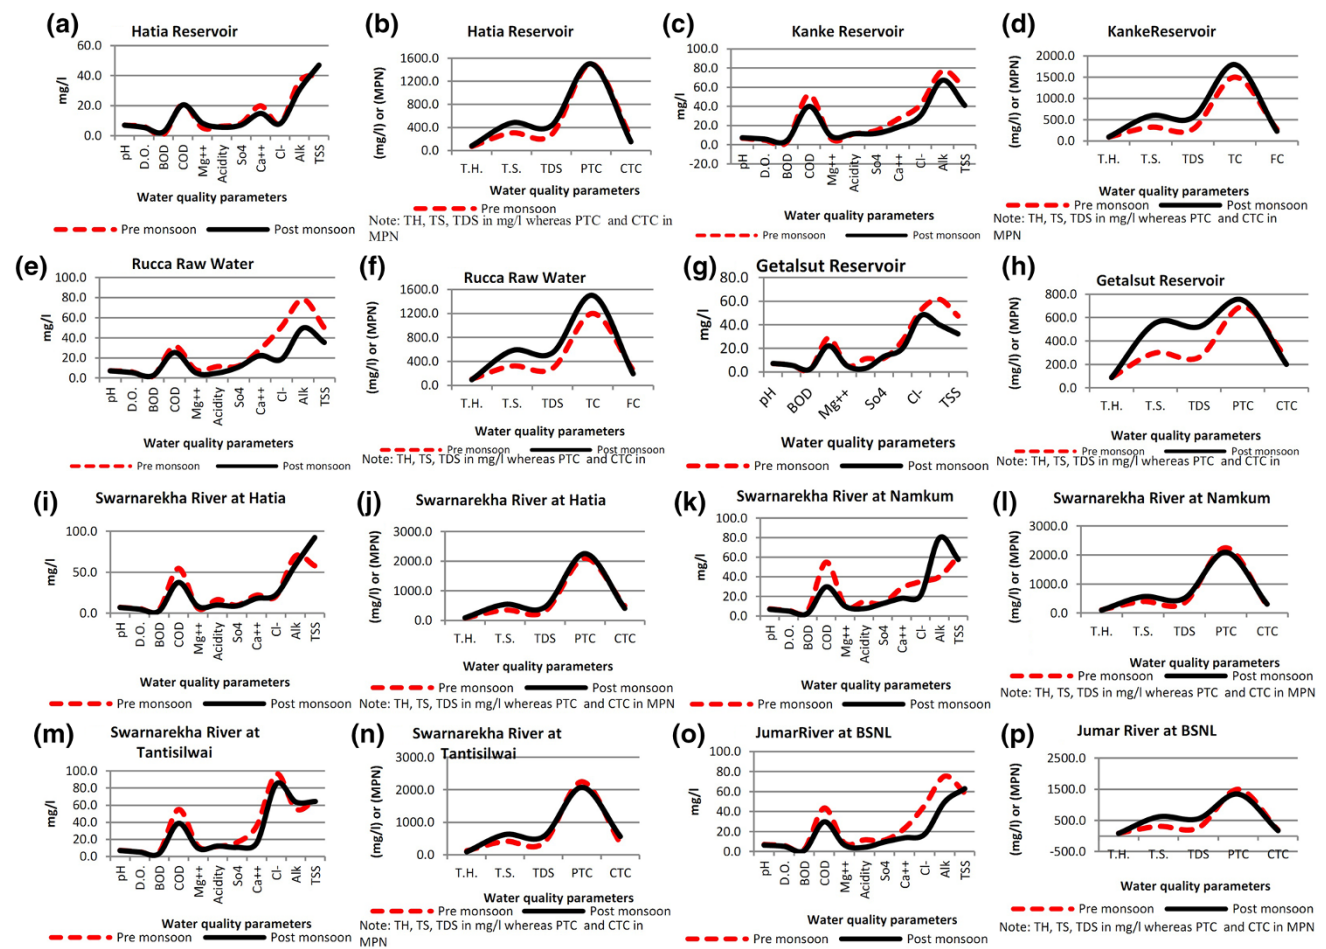 (a)
Hatia Reservoir
60.0
40.0
20.0
0.0
mg/l
pH
D.O.
BOD
COD
Mg++
Acidity
So4
Ca++
Cl-
Alk
TSS
Water quality parameters
Pre monsoon Post monsoon
(b)
Hatia Reservoir
1600.0
1200.0
800.0
400.0
0.0
(mg/l) or (MPN)
T.H. T.S. TDS PTC CTC
Water quality parameters
Pre monsoon
Note: TH, TS, TDS in mg/l whereas PTC and CTC in
MPN
(c)
Kanke Reservoir
100.0
80.0
60.0
40.0
20.0
0.0
-20.0
mg/l
pH
D.O.
BOD
COD
Mg++
Acidity
So4
Ca++
Cl-
Alk
TSS
Water quality parameters
Pre monsoon Post monsoon
(d)
KankeReservoir
2000.0
1500.0
1000.0
500.0
0.0
(mg/l) or (MPN)
T.H. T.S. TDS TC FC
Water quality parameters
Pre monsoon Post monsoon
Note: TH, TS, TDS in mg/l whereas PTC and CTC in
MPN
(e)
Rucca Raw Water
100.0
80.0
60.0
40.0
20.0
0.0
mg/l
pH
D.O.
BOD
COD
Mg++
Acidity
So4
Ca++
Cl-
Alk
TSS
Water quality parameters
Pre monsoon Post monsoon
(f)
Rucca Raw Water
1600.0
1200.0
800.0
400.0
0.0
(mg/l) or (MPN)
T.H. T.S. TDS TC FC
Water quality parameters
Pre monsoon Post monsoon
Note: TH, TS, TDS in mg/l whereas PTC and CTC in
(g)
Getalsut Reservoir
80.0
60.0
40.0
20.0
0.0
mg/l
pH
BOD
Mg++
So4
Cl-
TSS
Water quality parameters
Pre monsoon Post monsoon
(h)
Getalsut Reservoir
800.0
600.0
400.0
200.0
0.0
(mg/l) or (MPN)
T.H. T.S. TDS PTC CTC
Water quality parameters
Pre monsoon Post monsoon
Note: TH, TS, TDS in mg/l whereas PTC and CTC in
(i)
Swarnarekha River at Hatia
100.0
50.0
0.0
mg/l
pH
D.O.
BOD
COD
Mg++
Acidity
So4
Ca++
Cl-
Alk
TSS
Water quality parameters
Pre monsoon Post monsoon
(j)
Swarnarekha River at Hatia
3000.0
2000.0
1000.0
0.0
(mg/l) or (MPN)
T.H. T.S. TDS PTC CTC
Water quality parameters
Pre monsoon Post monsoon
Note: TH, TS, TDS in mg/l whereas PTC and CTC in MPN
(k)
Swarnarekha River at Namkum
100.0
80.0
60.0
40.0
20.0
0.0
mg/l
pH
D.O.
BOD
COD
Mg++
Acidity
So4
Ca++
Cl-
Alk
TSS
Water quality parameters
Pre monsoon Post monsoon
(l)
Swarnarekha River at Namkum
3000.0
2000.0
1000.0
0.0
(mg/l) or (MPN)
T.H. T.S. TDS PTC CTC
Water quality parameters
Pre monsoon Post monsoon
Note: TH, TS, TDS in mg/l whereas PTC and CTC in MPN
(m)
Swarnarekha River at
Tantisilwai
100.0
80.0
60.0
40.0
20.0
0.0
mg/l
pH
D.O.
BOD
COD
Mg++
Acidity
So4
Ca++
Cl-
Alk
TSS
Water quality parameters
Pre monsoon Post monsoon
(n)
Swarnarekha River at
Tantisilwai
3000.0
2000.0
1000.0
0.0
(mg/l) or (MPN)
T.H. T.S. TDS PTC CTC
Water quality parameters
Pre monsoon Post monsoon
Note: TH, TS, TDS in mg/l whereas PTC and CTC in
MPN
(o)
JumarRiver at BSNL
100.0
80.0
60.0
40.0
20.0
0.0
mg/l
pH
D.O.
BOD
COD
Mg++
Acidity
So4
Ca++
Cl-
Alk
TSS
Water quality parameters
Pre monsoon Post monsoon
(p)
Jumar River at BSNL
2500.0
1500.0
500.0
-500.0
(mg/l) or (MPN)
T.H. T.S. TDS PTC CTC
Water quality parameters
Pre monsoon Post monsoon
Note: TH, TS, TDS in mg/l whereas PTC and CTC in MPN